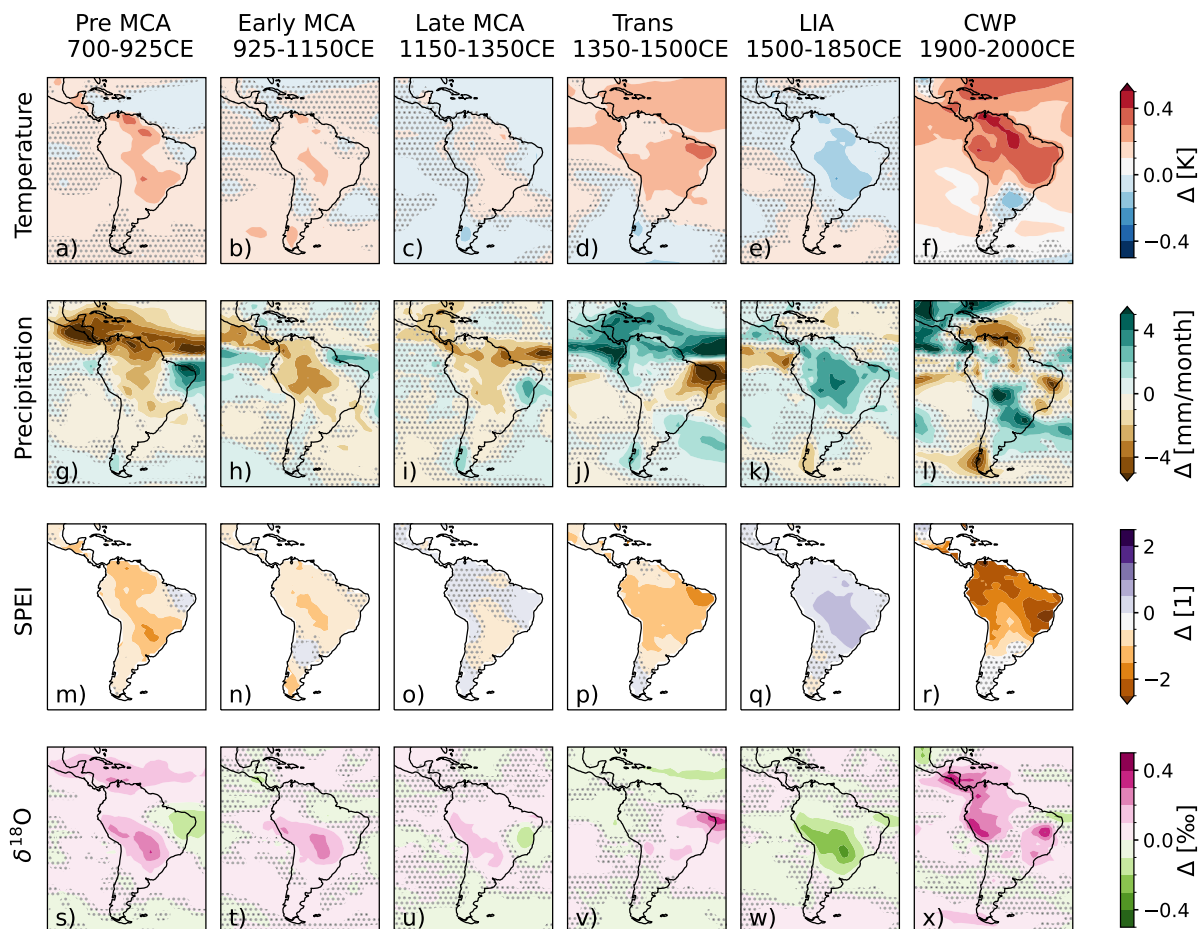 Pre MCA
700-925CE
Early MCA
925-1150CE
Late MCA
1150-1350CE
Trans
1350-1500CE
LIA
1500-1850CE
CWP
1900-2000CE
Temperature
a)
b)
c)
d)
e)
f)
0.4
0.0
−0.4
Δ [K]
Precipitation
g)
h)
i)
j)
k)
l)
4
0
−4
Δ [mm/month]
SPEI
m)
n)
o)
p)
q)
r)
2
0
−2
Δ [1]
δ¹⁸O
s)
t)
u)
v)
w)
x)
0.4
0.0
−0.4
Δ [‰]